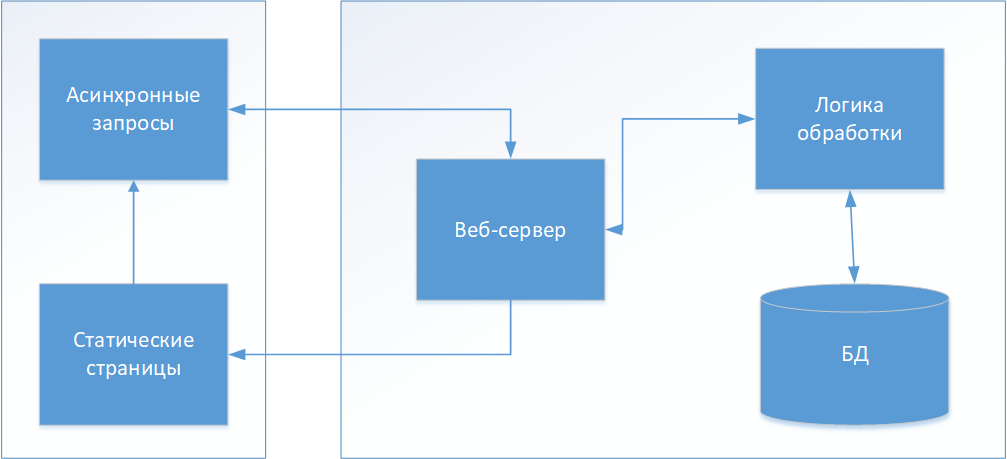 Асинхронные
запросы
Логика
обработки
Веб-сервер
Статические
страницы
БД